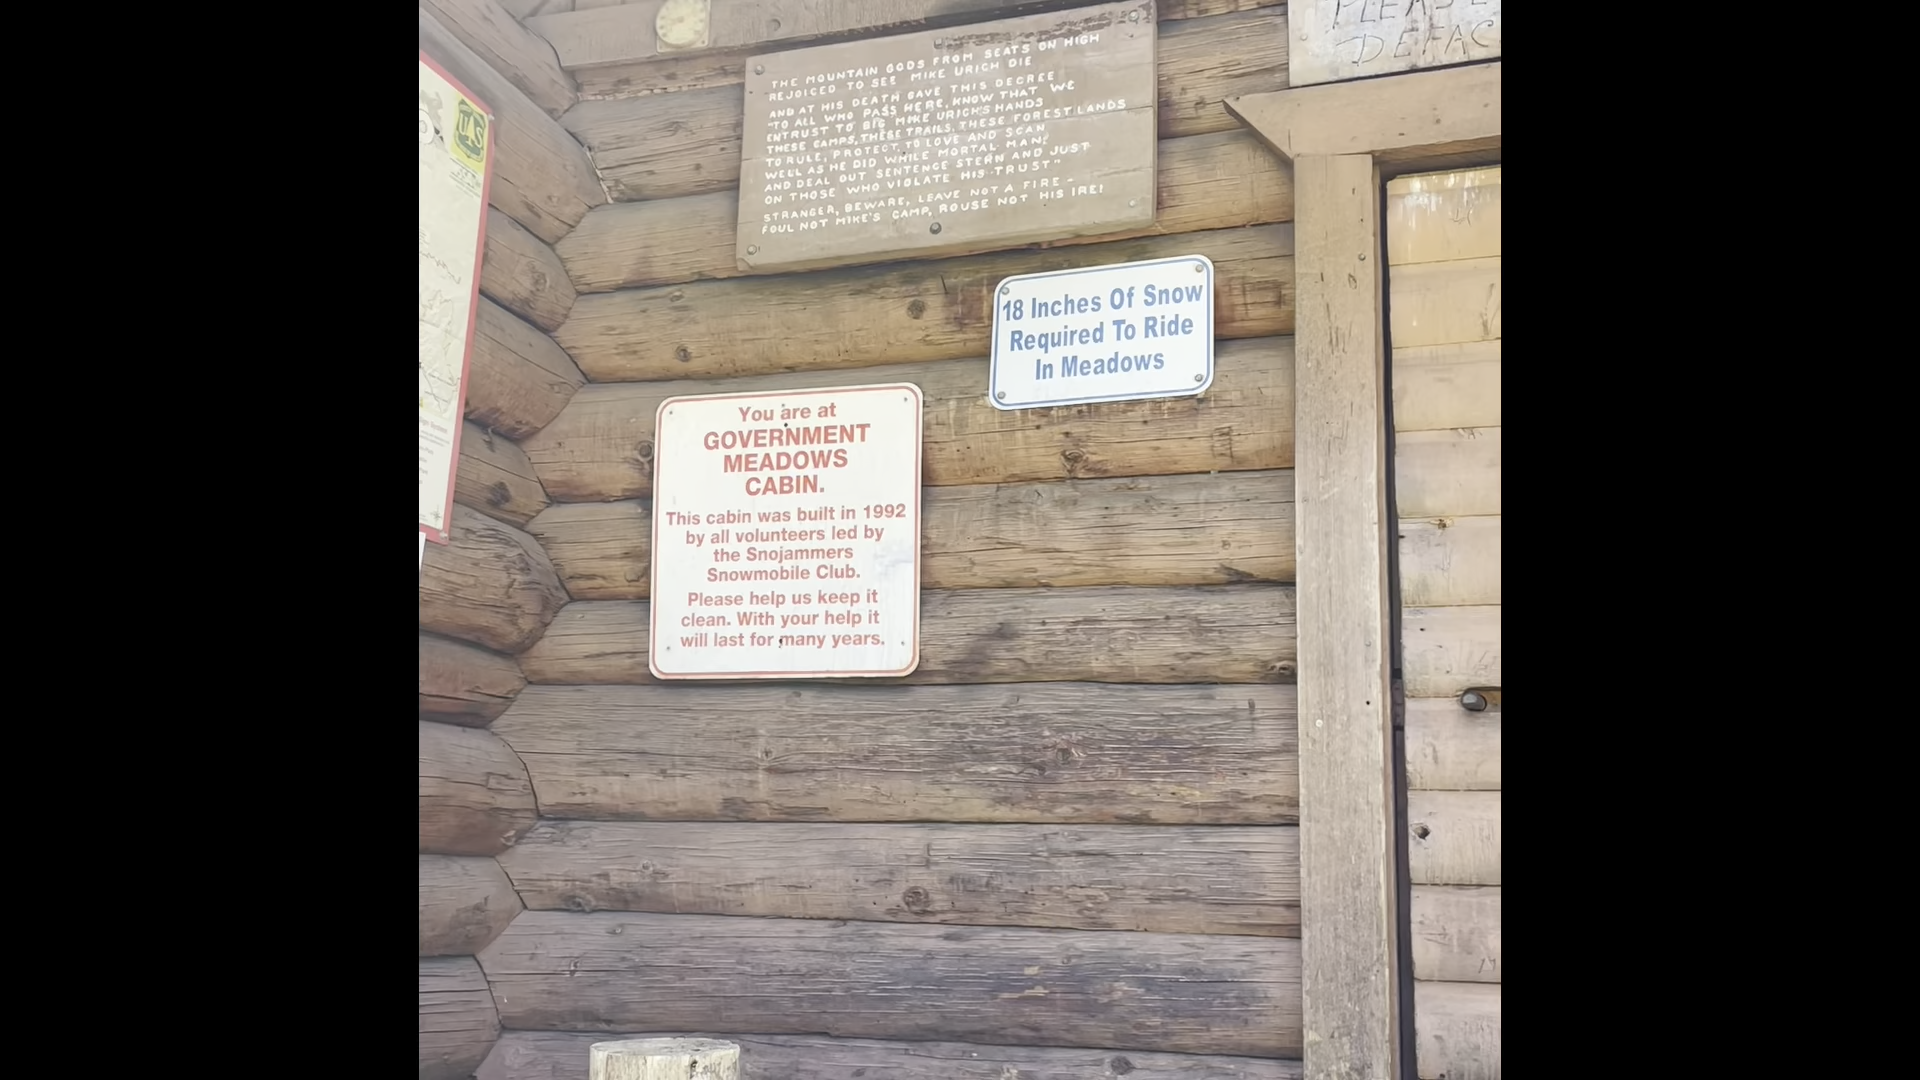 THE MOUNTAIN GODS FROM SEATS ON HIGH
REJOICED TO SEE MIKE URICH DIE
AND AT HIS DEATH GAVE THIS DECREE
"TO ALL WHO PASS HERE, KNOW THAT WE
ENTRUST TO BIG MIKE URICH'S HANDS
THESE CAMPS, THESE TRAILS, THESE FOREST LANDS
TO RULE, PROTECT, TO LOVE AND SCAN
WELL AS HE DID WHILE MORTAL MAN.
AND DEAL OUT SENTENCE STERN AND JUST
ON THOSE WHO VIOLATE HIS TRUST"
STRANGER, BEWARE, LEAVE NOT A FIRE -
FOUL NOT MIKE'S CAMP, ROUSE NOT HIS IRE!
PLEASE
DEFAC
US
18 Inches Of Snow
Required To Ride
In Meadows
You are at
GOVERNMENT
MEADOWS
CABIN.
This cabin was built in 1992
by all volunteers led by
the Snojammers
Snowmobile Club.
Please help us keep it
clean. With your help it
will last for many years.